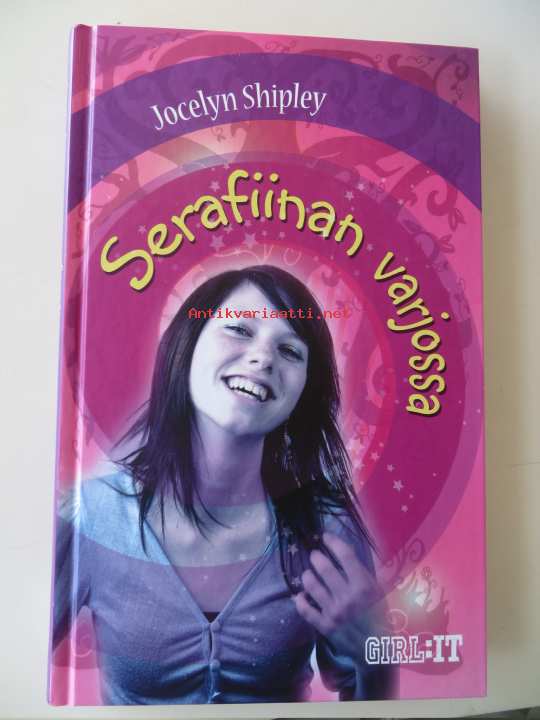 Jocelyn Shipley
Serafiinan varjossa
Antikvariaatti.net
GIRL:IT